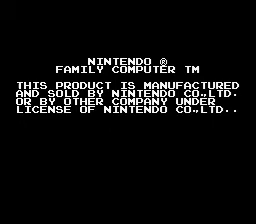 NINTENDO ®
FAMILY COMPUTER TM
THIS PRODUCT IS MANUFACTURED
AND SOLD BY NINTENDO CO.,LTD.
OR BY OTHER COMPANY UNDER
LICENSE OF NINTENDO CO.,LTD..